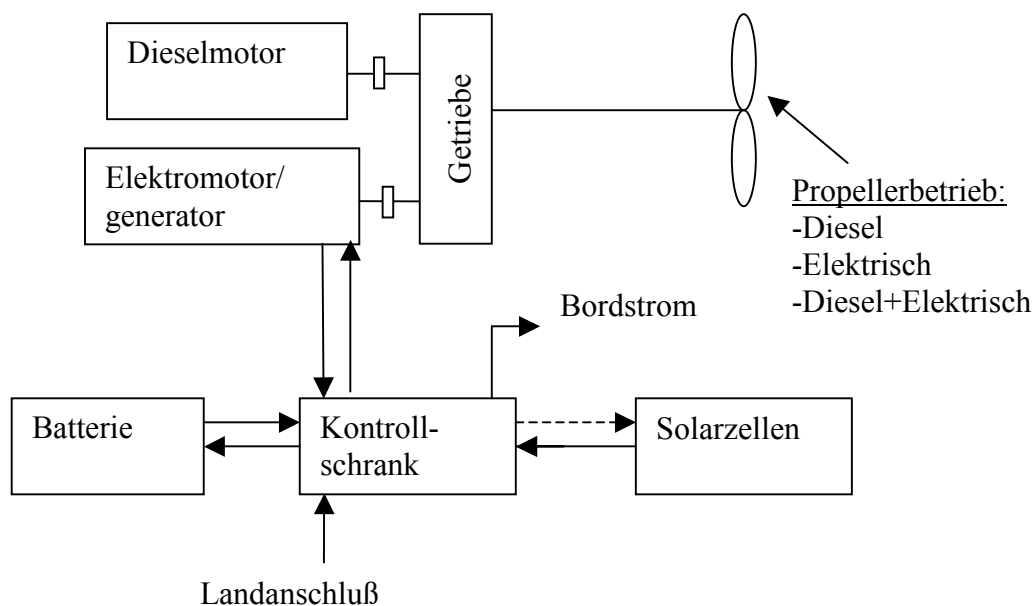 Dieselmotor
Getriebe
Elektromotor/
generator
Propellerbetrieb:
-Diesel
-Elektrisch
-Diesel+Elektrisch
Bordstrom
Batterie
Kontroll-
schrank
Solarzellen
Landanschluß